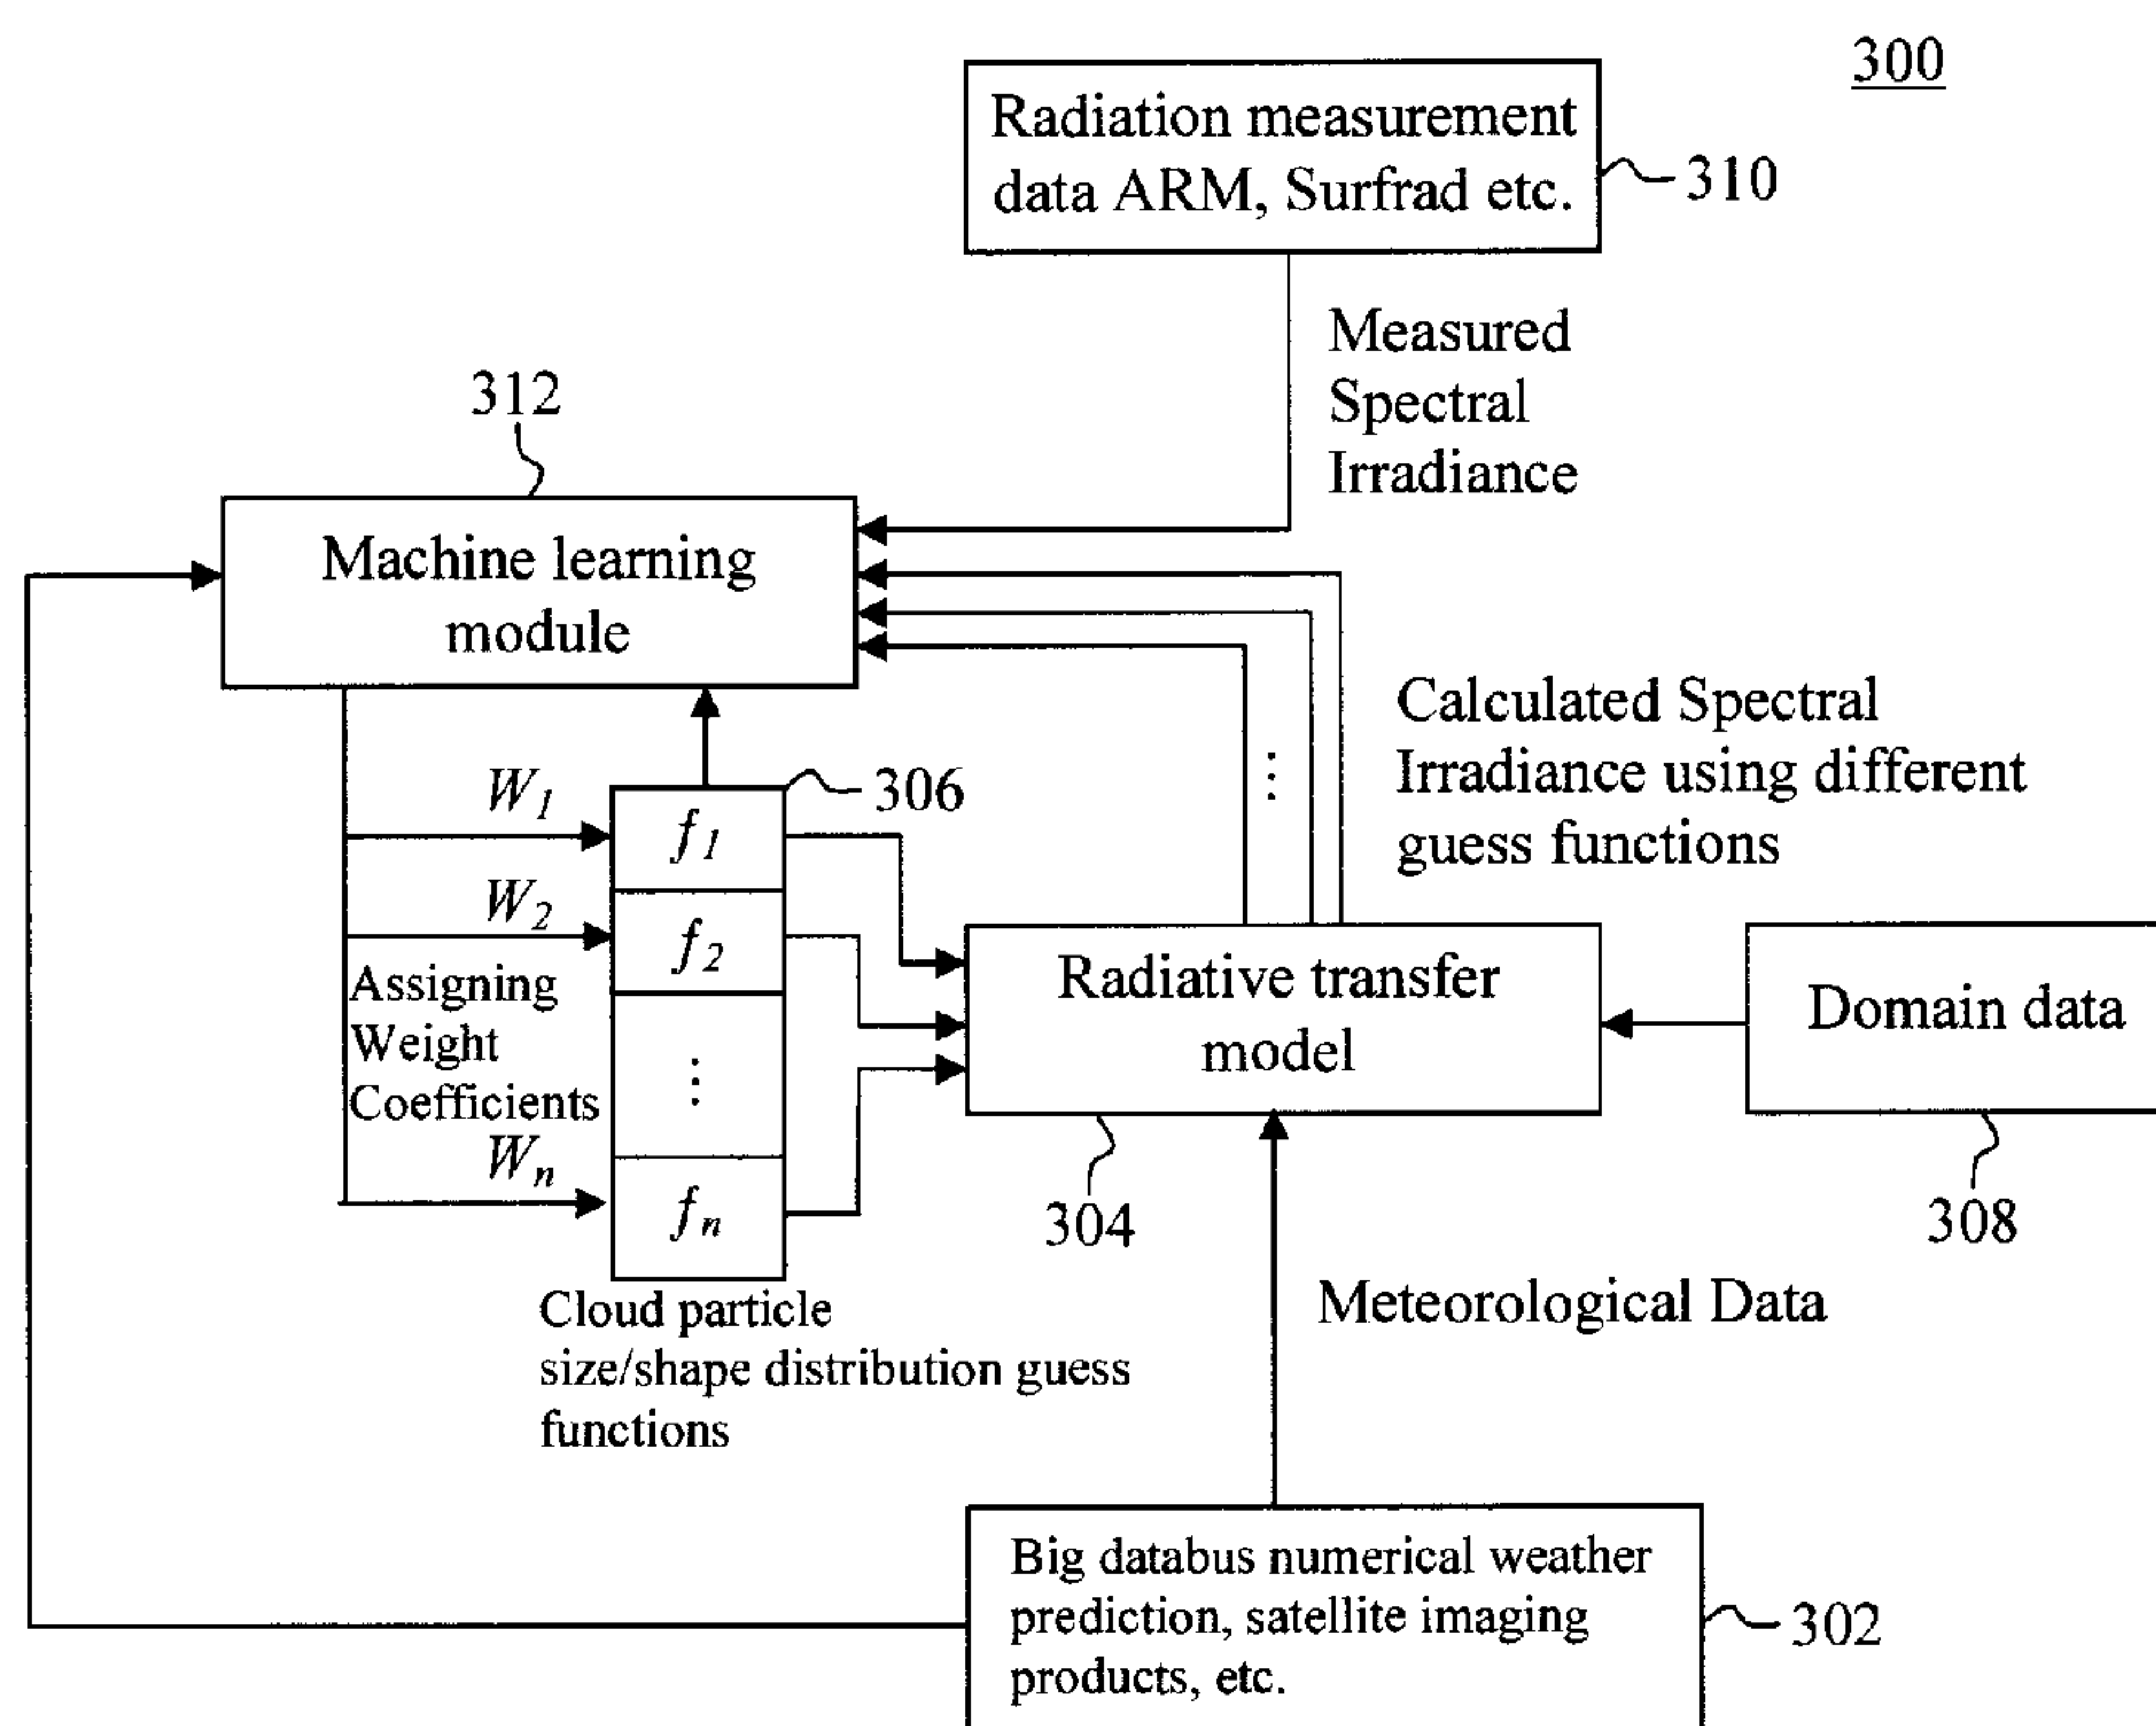 300
Radiation measurement
data ARM, Surfrad etc.
310
Measured
Spectral
Irradiance
312
Machine learning
module
Calculated Spectral
Irradiance using different
guess functions
⋮
W1
306
f1
W2
f2
Assigning
Weight
Coefficients
⋮
Wn
fn
Radiative transfer
model
Domain data
304
308
Cloud particle
size/shape distribution guess
functions
Meteorological Data
Big databus numerical weather
prediction, satellite imaging
products, etc.
302